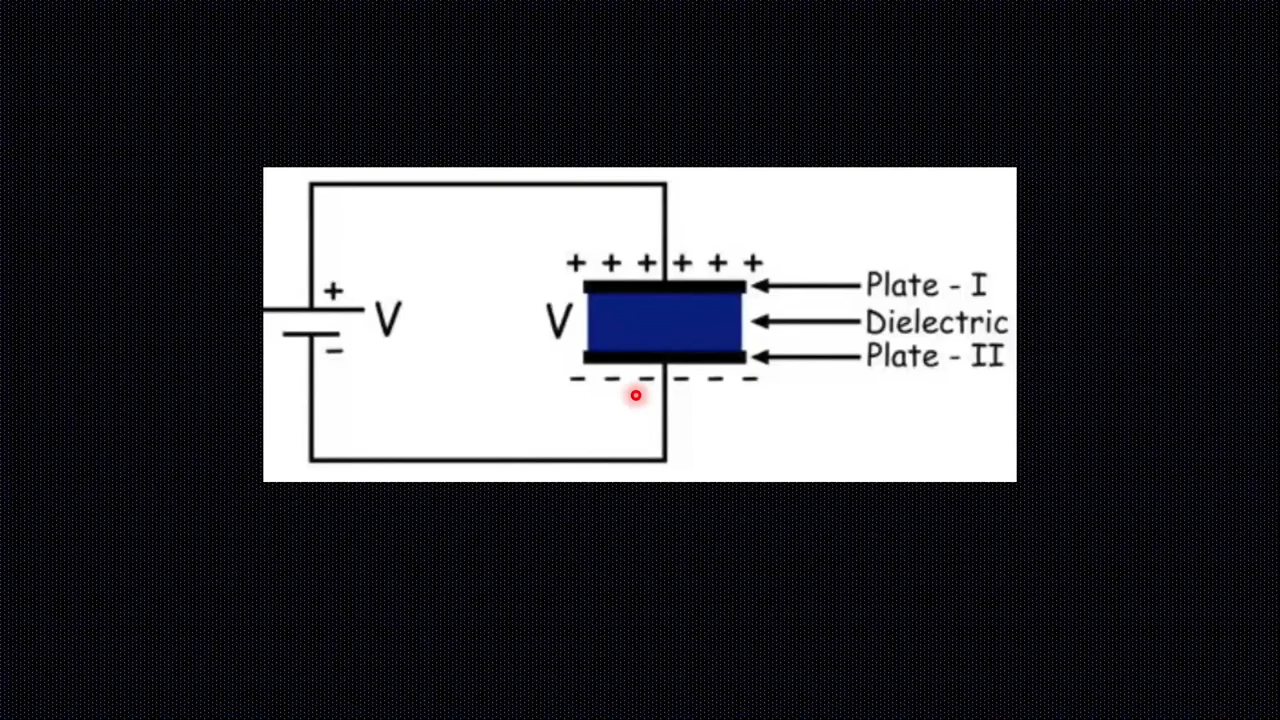 + + + + + +
Plate - I
+
V
V
Dielectric
-
Plate - II
- - - - - -